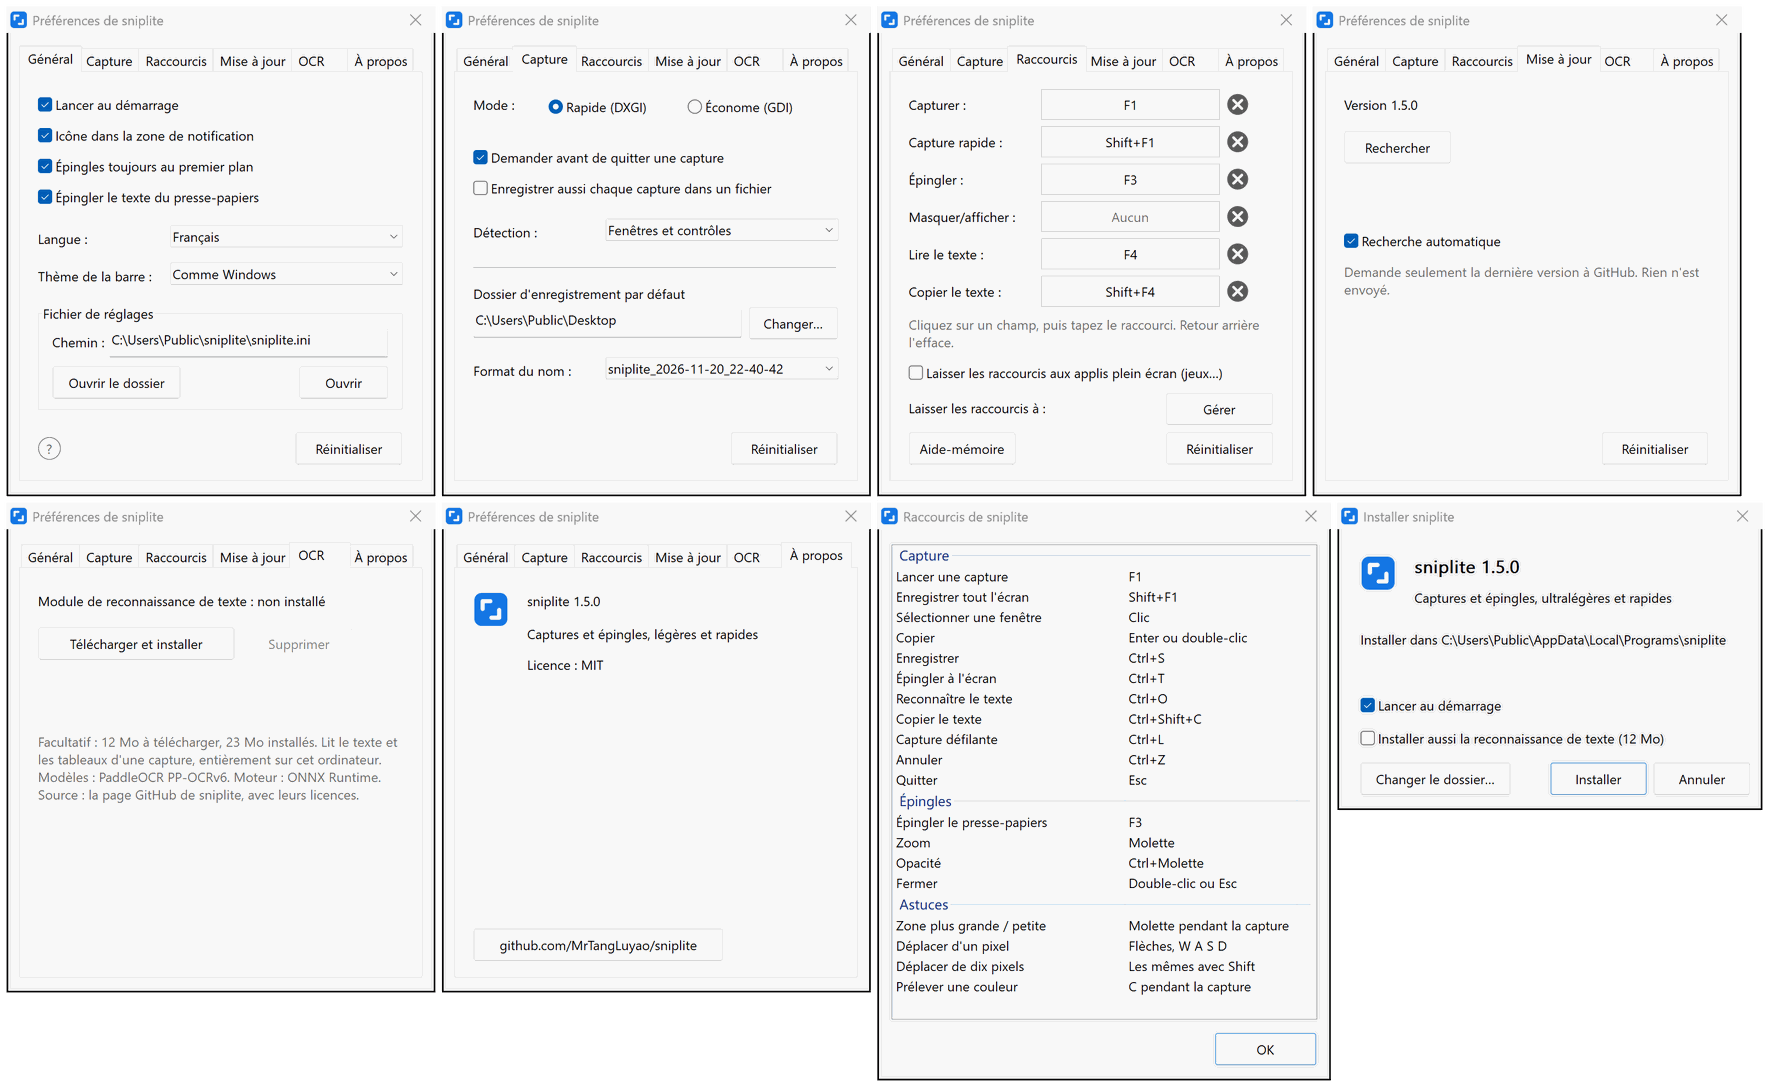 Préférences de sniplite
Général Capture Raccourcis Mise à jour OCR À propos
Lancer au démarrage
Icône dans la zone de notification
Épingles toujours au premier plan
Épingler le texte du presse-papiers
Langue : Français
Thème de la barre : Comme Windows
Fichier de réglages
Chemin : C:\Users\Public\sniplite\sniplite.ini
Ouvrir le dossier Ouvrir
? Réinitialiser
Préférences de sniplite
Général Capture Raccourcis Mise à jour OCR À propos
Mode : Rapide (DXGI) Économe (GDI)
Demander avant de quitter une capture
Enregistrer aussi chaque capture dans un fichier
Détection : Fenêtres et contrôles
Dossier d'enregistrement par défaut
C:\Users\Public\Desktop Changer...
Format du nom : sniplite_2026-11-20_22-40-42
Réinitialiser
Préférences de sniplite
Général Capture Raccourcis Mise à jour OCR À propos
Capturer : F1
Capture rapide : Shift+F1
Épingler : F3
Masquer/afficher : Aucun
Lire le texte : F4
Copier le texte : Shift+F4
Cliquez sur un champ, puis tapez le raccourci. Retour arrière
l'efface.
Laisser les raccourcis aux applis plein écran (jeux...)
Laisser les raccourcis à : Gérer
Aide-mémoire Réinitialiser
Préférences de sniplite
Général Capture Raccourcis Mise à jour OCR À propos
Version 1.5.0
Rechercher
Recherche automatique
Demande seulement la dernière version à GitHub. Rien n'est
envoyé.
Réinitialiser
Préférences de sniplite
Général Capture Raccourcis Mise à jour OCR À propos
Module de reconnaissance de texte : non installé
Télécharger et installer Supprimer
Facultatif : 12 Mo à télécharger, 23 Mo installés. Lit le texte et
les tableaux d'une capture, entièrement sur cet ordinateur.
Modèles : PaddleOCR PP-OCRv6. Moteur : ONNX Runtime.
Source : la page GitHub de sniplite, avec leurs licences.
Préférences de sniplite
Général Capture Raccourcis Mise à jour OCR À propos
sniplite 1.5.0
Captures et épingles, légères et rapides
Licence : MIT
github.com/MrTangLuyao/sniplite
Raccourcis de sniplite
Capture
Lancer une capture F1
Enregistrer tout l'écran Shift+F1
Sélectionner une fenêtre Clic
Copier Enter ou double-clic
Enregistrer Ctrl+S
Épingler à l'écran Ctrl+T
Reconnaître le texte Ctrl+O
Copier le texte Ctrl+Shift+C
Capture défilante Ctrl+L
Annuler Ctrl+Z
Quitter Esc
Épingles
Épingler le presse-papiers F3
Zoom Molette
Opacité Ctrl+Molette
Fermer Double-clic ou Esc
Astuces
Zone plus grande / petite Molette pendant la capture
Déplacer d'un pixel Flèches, W A S D
Déplacer de dix pixels Les mêmes avec Shift
Prélever une couleur C pendant la capture
OK
Installer sniplite
sniplite 1.5.0
Captures et épingles, ultralégères et rapides
Installer dans C:\Users\Public\AppData\Local\Programs\sniplite
Lancer au démarrage
Installer aussi la reconnaissance de texte (12 Mo)
Changer le dossier... Installer Annuler